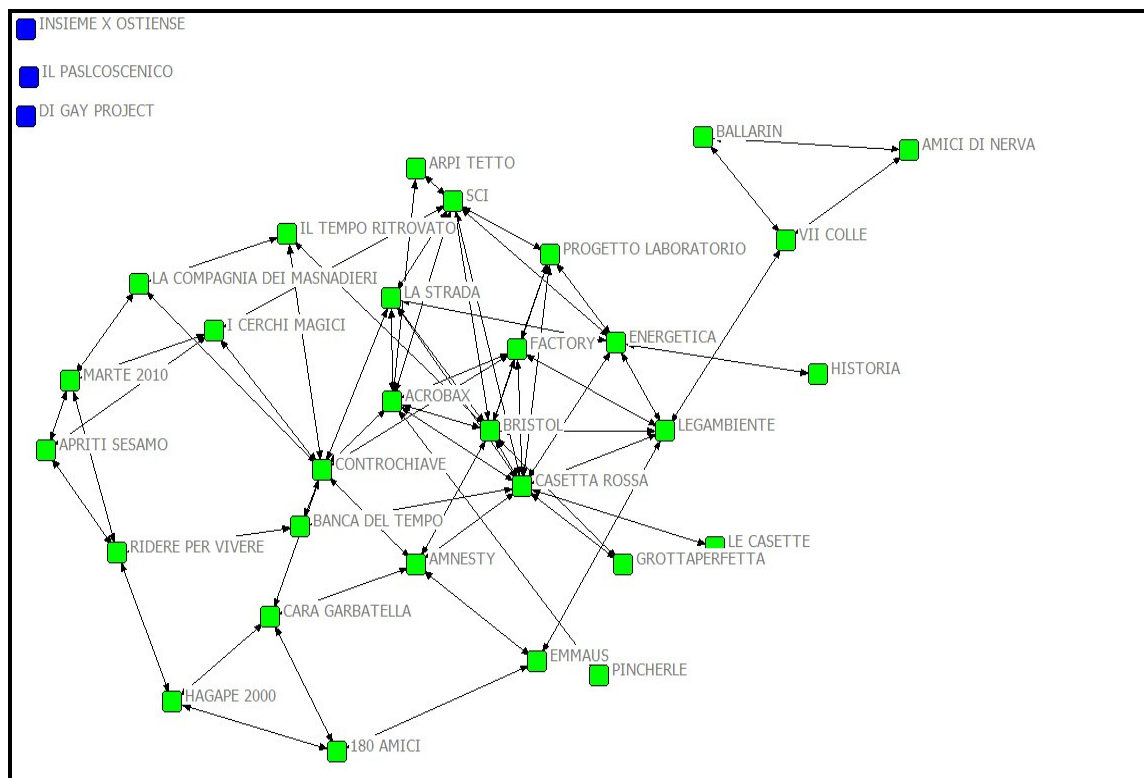 INSIEME X OSTIENSE
IL PASLCOSCENICO
DI GAY PROJECT
BALLARIN
AMICI DI NERVA
ARPI TETTO
SCI
IL TEMPO RITROVATO
VII COLLE
PROGETTO LABORATORIO
LA COMPAGNIA DEI MASNADIERI
LA STRADA
I CERCHI MAGICI
FACTORY
ENERGETICA
HISTORIA
MARTE 2010
ACROBAX
BRISTOL
LEGAMBIENTE
APRITI SESAMO
CONTROCHIAVE
CASETTA ROSSA
BANCA DEL TEMPO
RIDERE PER VIVERE
LE CASETTE
AMNESTY
GROTTAPERFETTA
CARA GARBATELLA
EMMAUS
PINCHERLE
HAGAPE 2000
180 AMICI